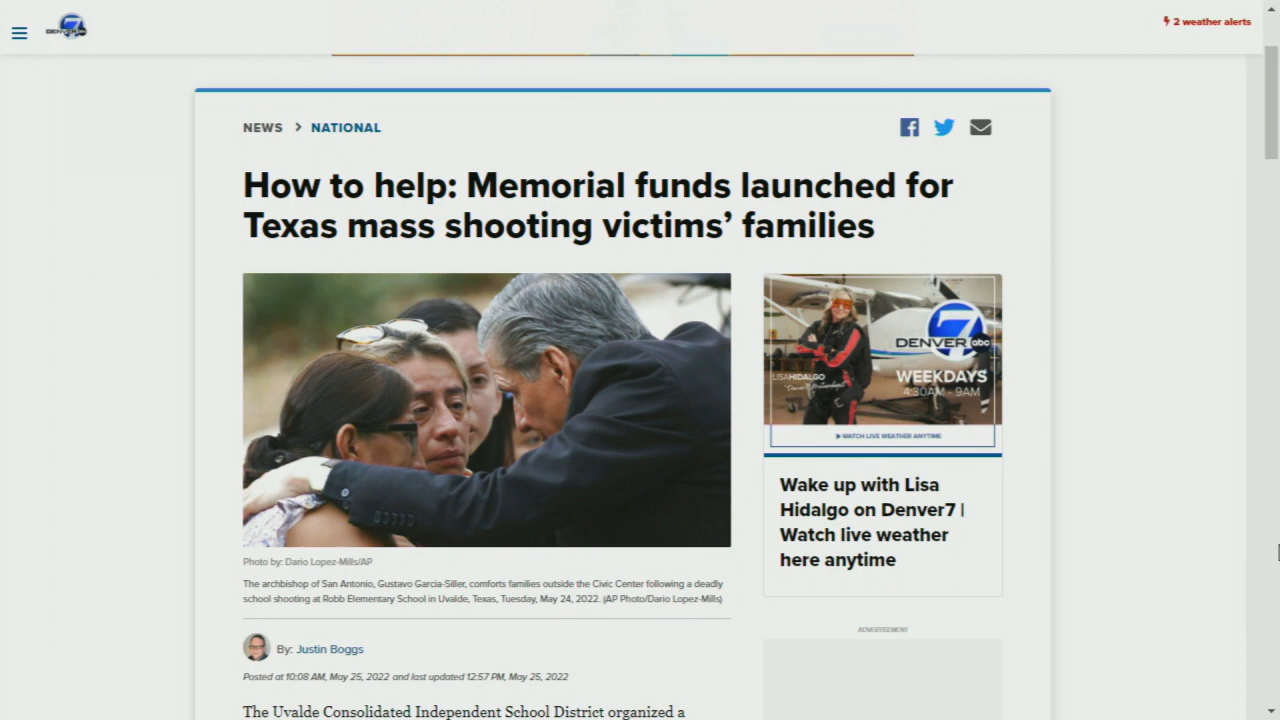 DENVER 7
2 weather alerts
NEWS > NATIONAL
How to help: Memorial funds launched for
Texas mass shooting victims’ families
7
DENVER abc
LISA HIDALGO
WEEKDAYS
4:30AM - 9AM
WATCH LIVE WEATHER ANYTIME
Wake up with Lisa
Hidalgo on Denver7 |
Watch live weather
here anytime
Photo by: Dario Lopez-Mills/AP
The archbishop of San Antonio, Gustavo Garcia-Siller, comforts families outside the Civic Center following a deadly
school shooting at Robb Elementary School in Uvalde, Texas, Tuesday, May 24, 2022. (AP Photo/Dario Lopez-Mills)
ADVERTISEMENT
By: Justin Boggs
Posted at 10:08 AM, May 25, 2022 and last updated 12:57 PM, May 25, 2022
The Uvalde Consolidated Independent School District organized a